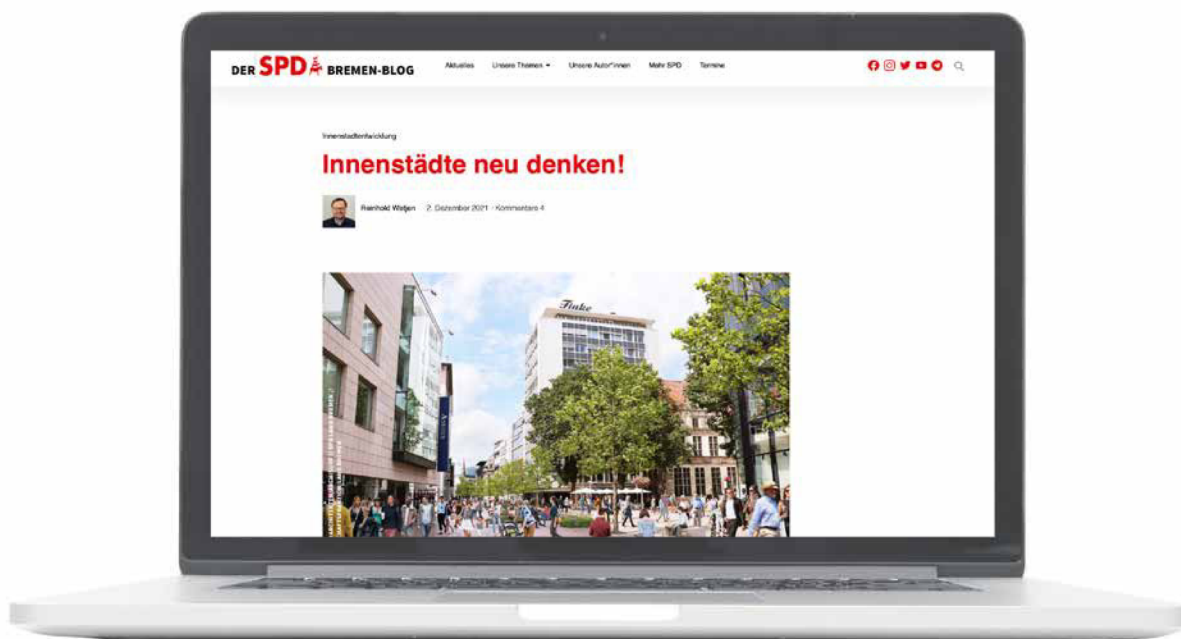 DER SPD BREMEN-BLOG
Aktuelles Unsere Themen Unsere Autor*innen Mehr SPD Termine
Innenstadtentwicklung
Innenstädte neu denken!
Reinhold Wetjen 2. Dezember 2021 · Kommentare 4
Finke